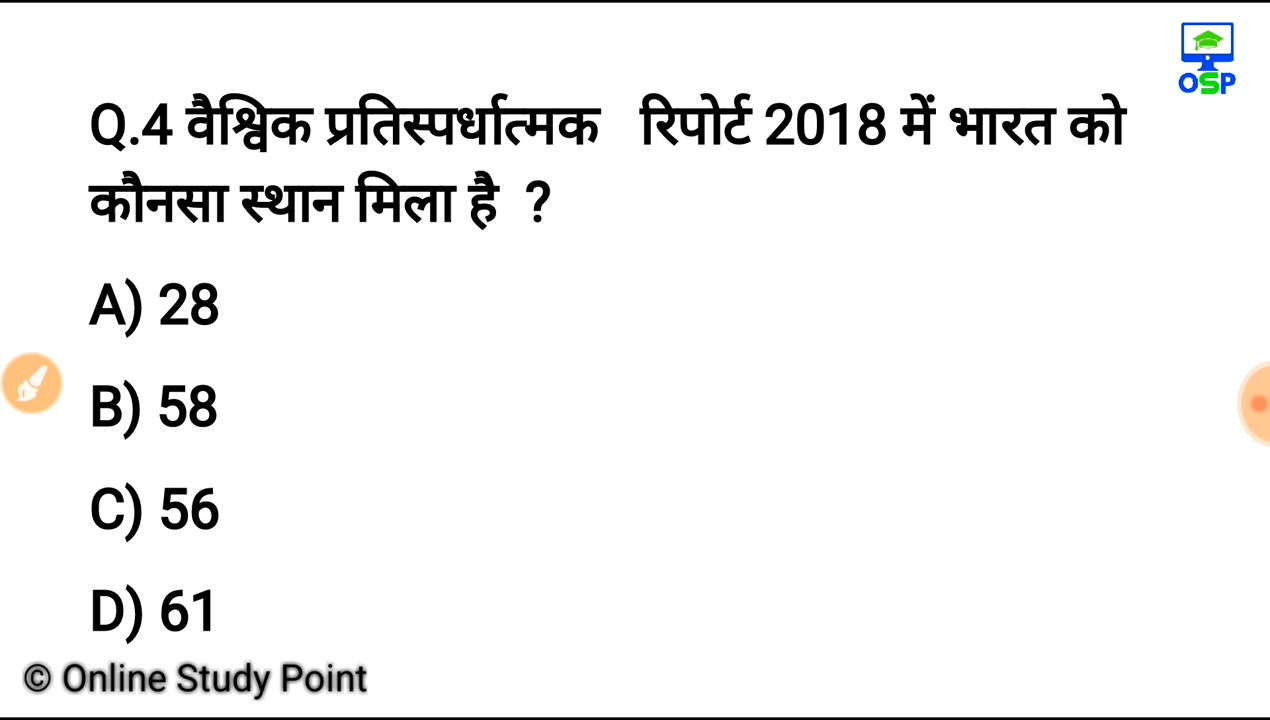 OSP
Q.4 वैश्विक प्रतिस्पर्धात्मक रिपोर्ट 2018 में भारत को
कौनसा स्थान मिला है ?
A) 28
B) 58
C) 56
D) 61
© Online Study Point